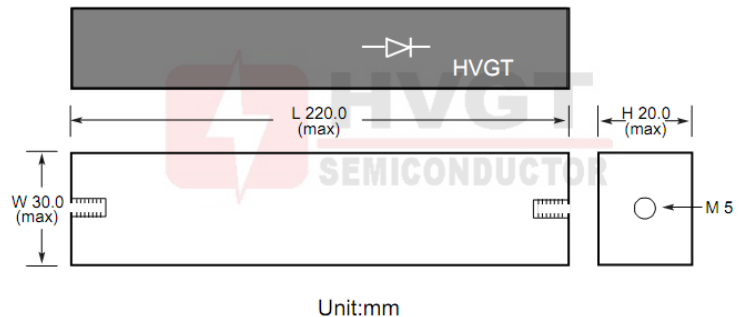 HVGT
HVGT
SEMICONDUCTOR
L 220.0
(max)
H 20.0
(max)
W 30.0
(max)
M 5
Unit:mm